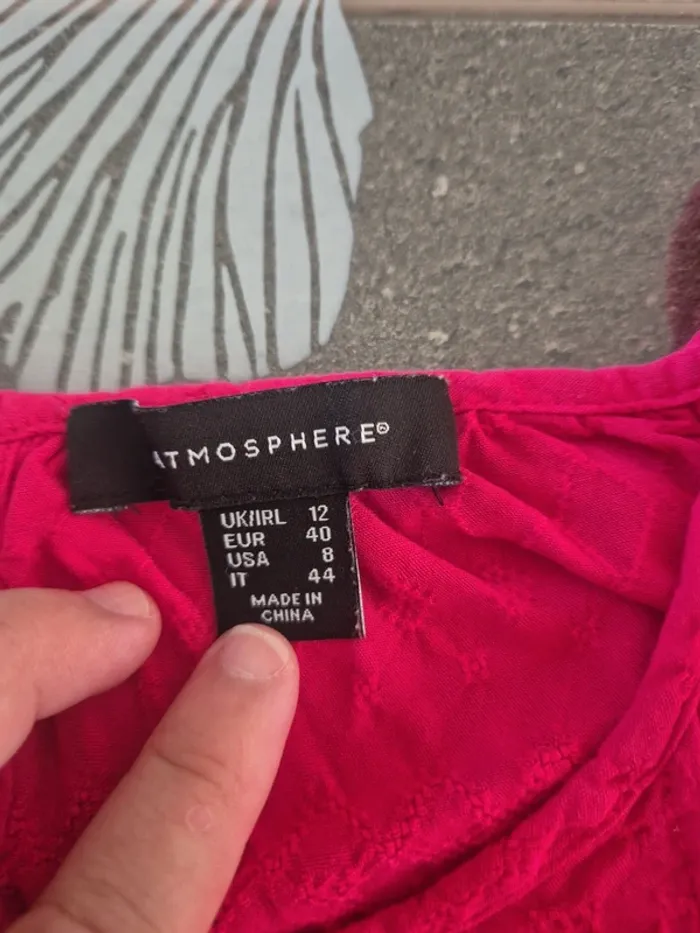 ATMOSPHERE®
UK/IRL 12
EUR 40
USA 8
IT 44
MADE IN
CHINA